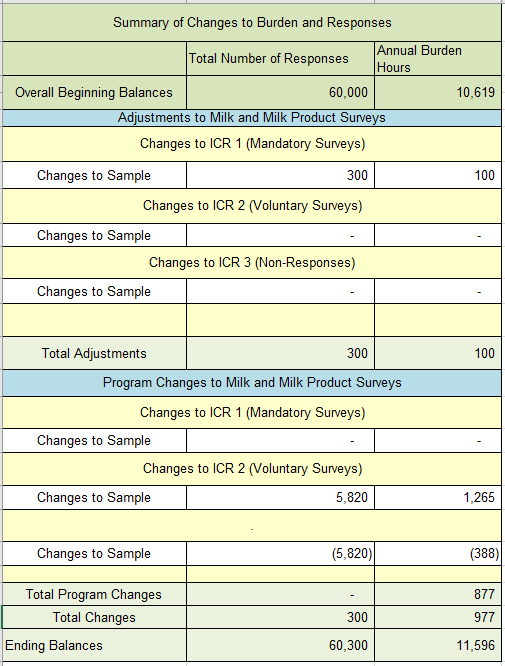 Summary of Changes to Burden and Responses
Total Number of Responses Annual Burden Hours
Overall Beginning Balances 60,000 10,619
Adjustments to Milk and Milk Product Surveys
Changes to ICR 1 (Mandatory Surveys)
Changes to Sample 300 100
Changes to ICR 2 (Voluntary Surveys)
Changes to Sample - -
Changes to ICR 3 (Non-Responses)
Changes to Sample - -
Total Adjustments 300 100
Program Changes to Milk and Milk Product Surveys
Changes to ICR 1 (Mandatory Surveys)
Changes to Sample - -
Changes to ICR 2 (Voluntary Surveys)
Changes to Sample 5,820 1,265
.
Changes to Sample (5,820) (388)
Total Program Changes - 877
Total Changes 300 977
Ending Balances 60,300 11,596